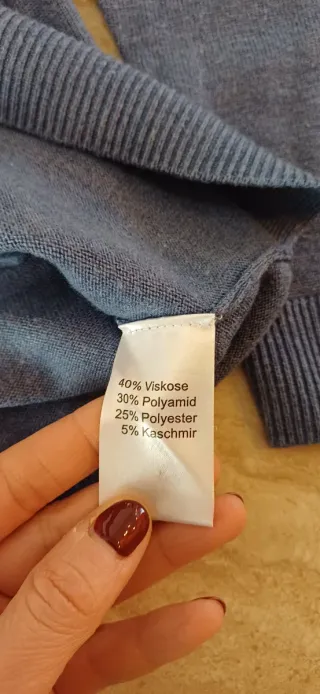 40% Viskose
30% Polyamid
25% Polyester
5% Kaschmir